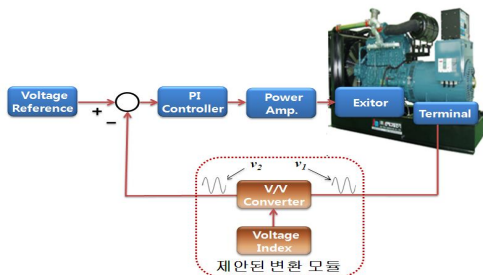 Voltage
Reference
+
−
PI
Controller
Power
Amp.
Exitor
Terminal
v2
v1
V/V
Converter
Voltage
Index
제안된 변환 모듈